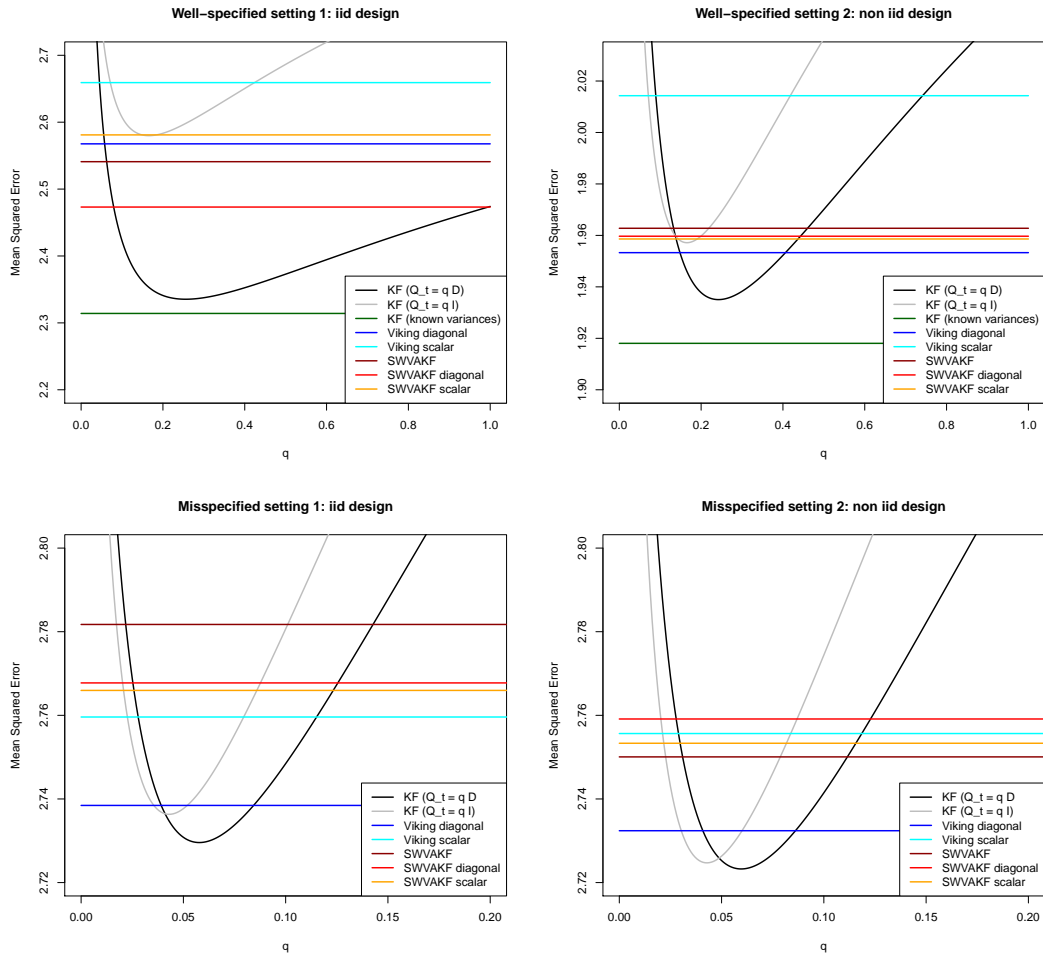 Well-specified setting 1: iid design
Mean Squared Error
2.7
2.6
2.5
2.4
2.3
2.2
KF (Q_t = q D)
KF (Q_t = q I)
KF (known variances)
Viking diagonal
Viking scalar
SWVAKF
SWVAKF diagonal
SWVAKF scalar
0.0 0.2 0.4 0.6 0.8 1.0
q
Well-specified setting 2: non iid design
Mean Squared Error
2.02
2.00
1.98
1.96
1.94
1.92
1.90
KF (Q_t = q D)
KF (Q_t = q I)
KF (known variances)
Viking diagonal
Viking scalar
SWVAKF
SWVAKF diagonal
SWVAKF scalar
0.0 0.2 0.4 0.6 0.8 1.0
q
Misspecified setting 1: iid design
Mean Squared Error
2.80
2.78
2.76
2.74
2.72
KF (Q_t = q D
KF (Q_t = q I)
Viking diagonal
Viking scalar
SWVAKF
SWVAKF diagonal
SWVAKF scalar
0.00 0.05 0.10 0.15 0.20
q
Misspecified setting 2: non iid design
Mean Squared Error
2.80
2.78
2.76
2.74
2.72
KF (Q_t = q D
KF (Q_t = q I)
Viking diagonal
Viking scalar
SWVAKF
SWVAKF diagonal
SWVAKF scalar
0.00 0.05 0.10 0.15 0.20
q